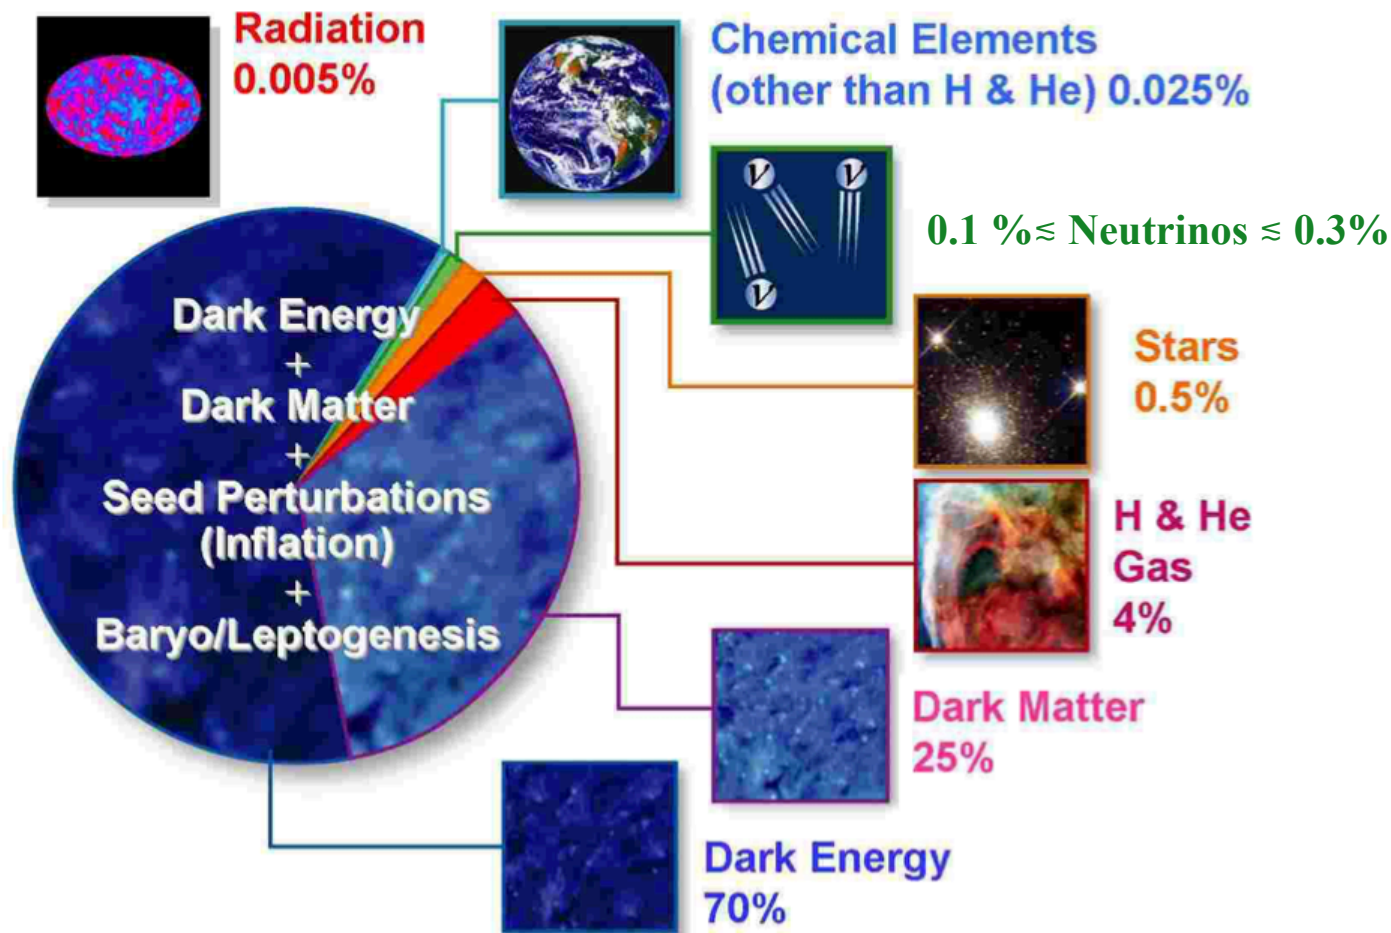 Radiation
0.005%
Chemical Elements
(other than H & He) 0.025%
ν
ν
ν
0.1 %≲ Neutrinos ≲ 0.3%
Stars
0.5%
H & He
Gas
4%
Dark Matter
25%
Dark Energy
70%
Dark Energy
+
Dark Matter
+
Seed Perturbations
(Inflation)
+
Baryo/Leptogenesis